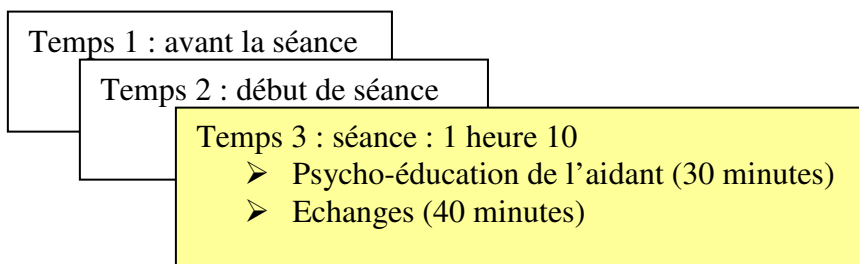 Temps 1 : avant la séance
Temps 2 : début de séance
Temps 3 : séance : 1 heure 10
➤ Psycho-éducation de l’aidant (30 minutes)
➤ Echanges (40 minutes)